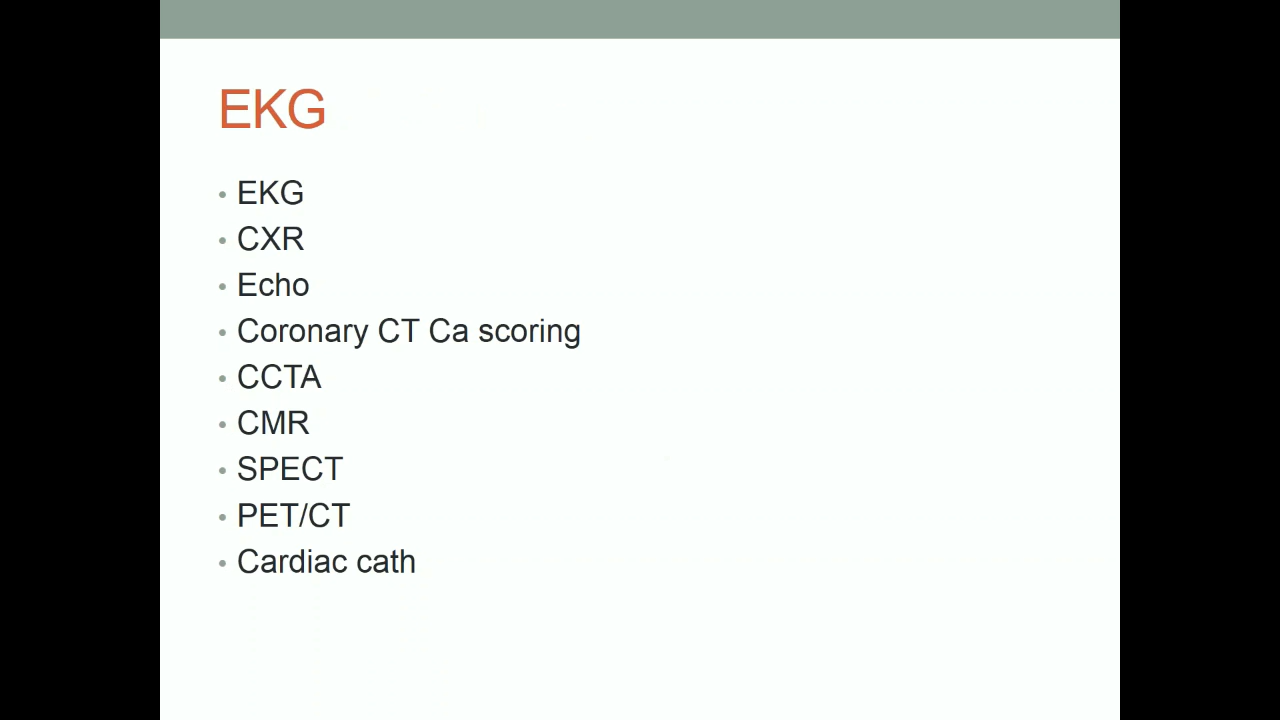 EKG
• EKG
• CXR
• Echo
• Coronary CT Ca scoring
• CCTA
• CMR
• SPECT
• PET/CT
• Cardiac cath